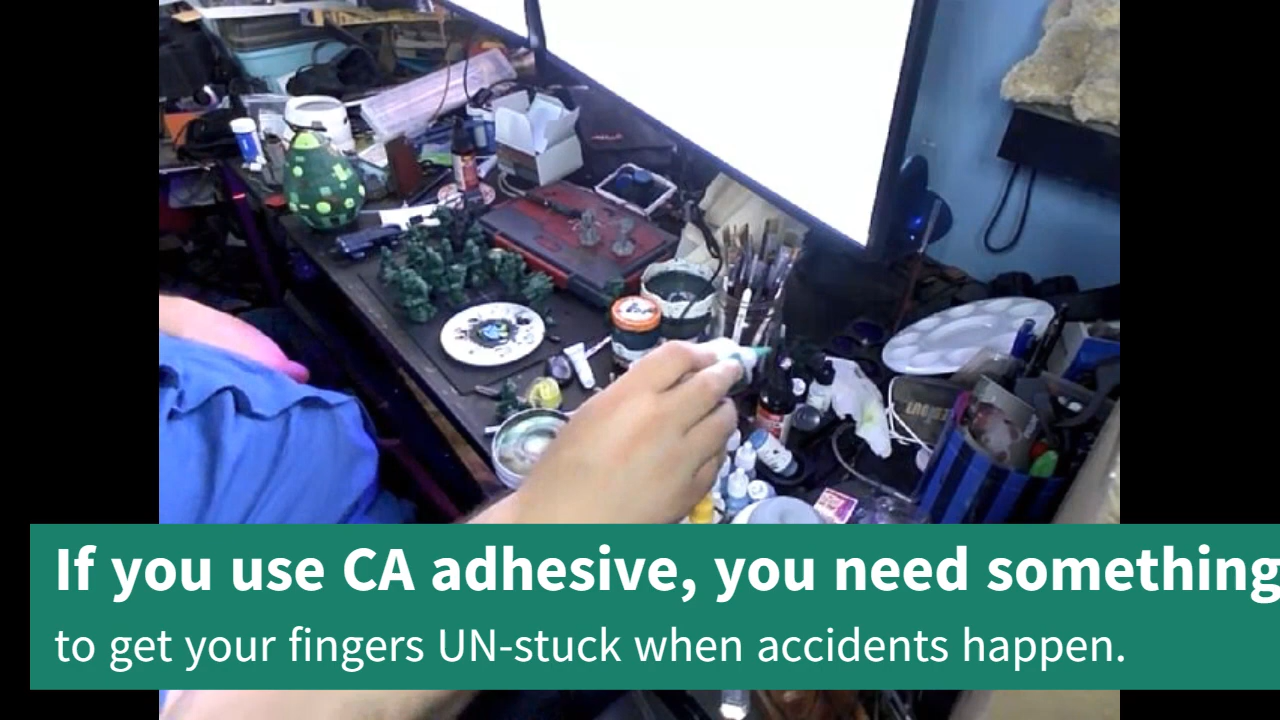 If you use CA adhesive, you need something
to get your fingers UN-stuck when accidents happen.